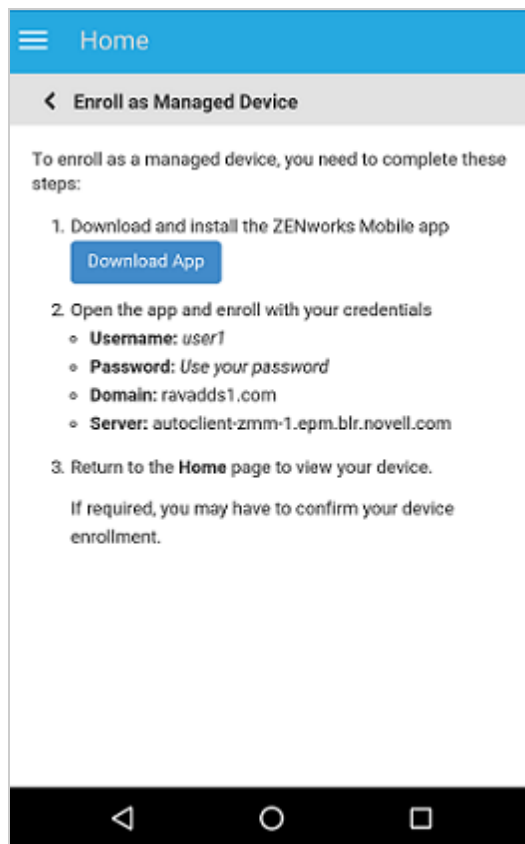 Home
Enroll as Managed Device
To enroll as a managed device, you need to complete these
steps:
1. Download and install the ZENworks Mobile app
Download App
2. Open the app and enroll with your credentials
Username: user1
Password: Use your password
Domain: ravadds1.com
Server: autoclient-zmm-1.epm.blr.novell.com
3. Return to the Home page to view your device.
If required, you may have to confirm your device
enrollment.